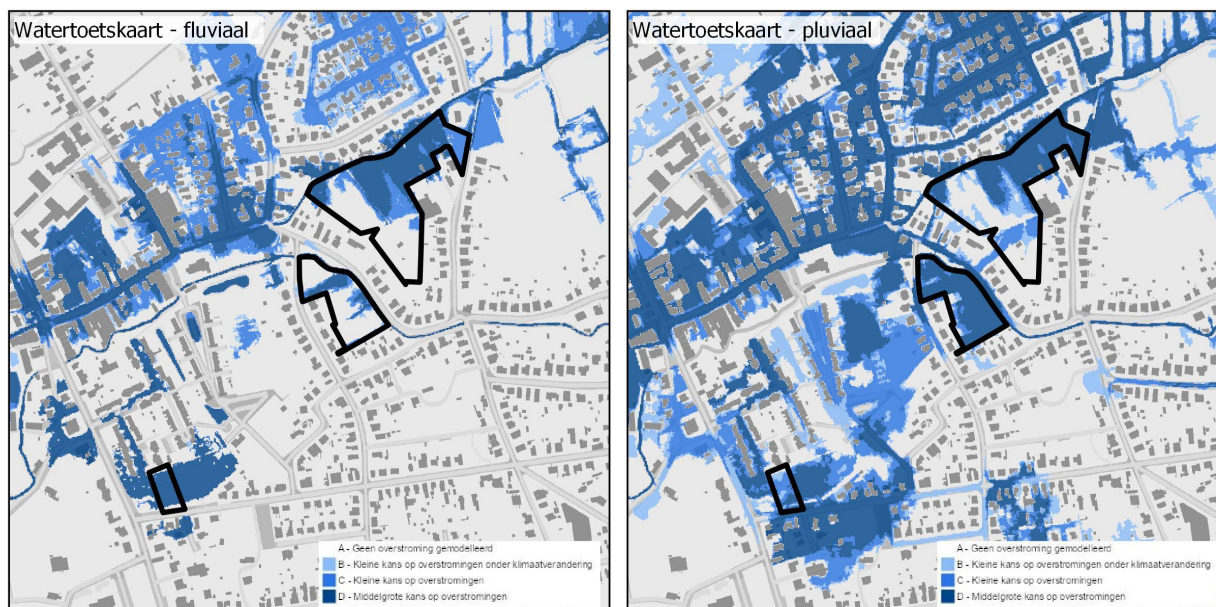 Watertoetskaart - fluviaal
A - Geen overstroming gemodelleerd
B - Kleine kans op overstromingen onder klimaatverandering
C - Kleine kans op overstromingen
D - Middelgrote kans op overstromingen
Watertoetskaart - pluviaal
A - Geen overstroming gemodelleerd
B - Kleine kans op overstromingen onder klimaatverandering
C - Kleine kans op overstromingen
D - Middelgrote kans op overstromingen